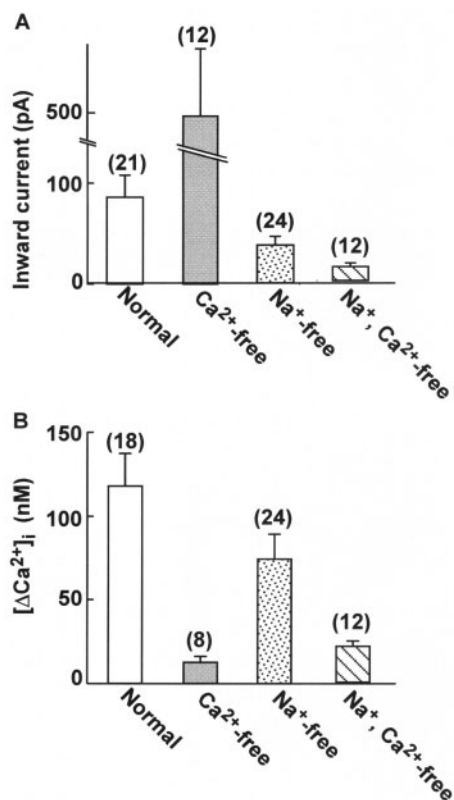 A
(12)
Inward current (pA)
500
(21)
100
(24)
(12)
0
Normal
Ca²⁺-free
Na⁺-free
Na⁺, Ca²⁺-free
B
[ΔCa²⁺]ᵢ (nM)
150
(18)
100
(24)
50
(12)
(8)
0
Normal
Ca²⁺-free
Na⁺-free
Na⁺, Ca²⁺-free